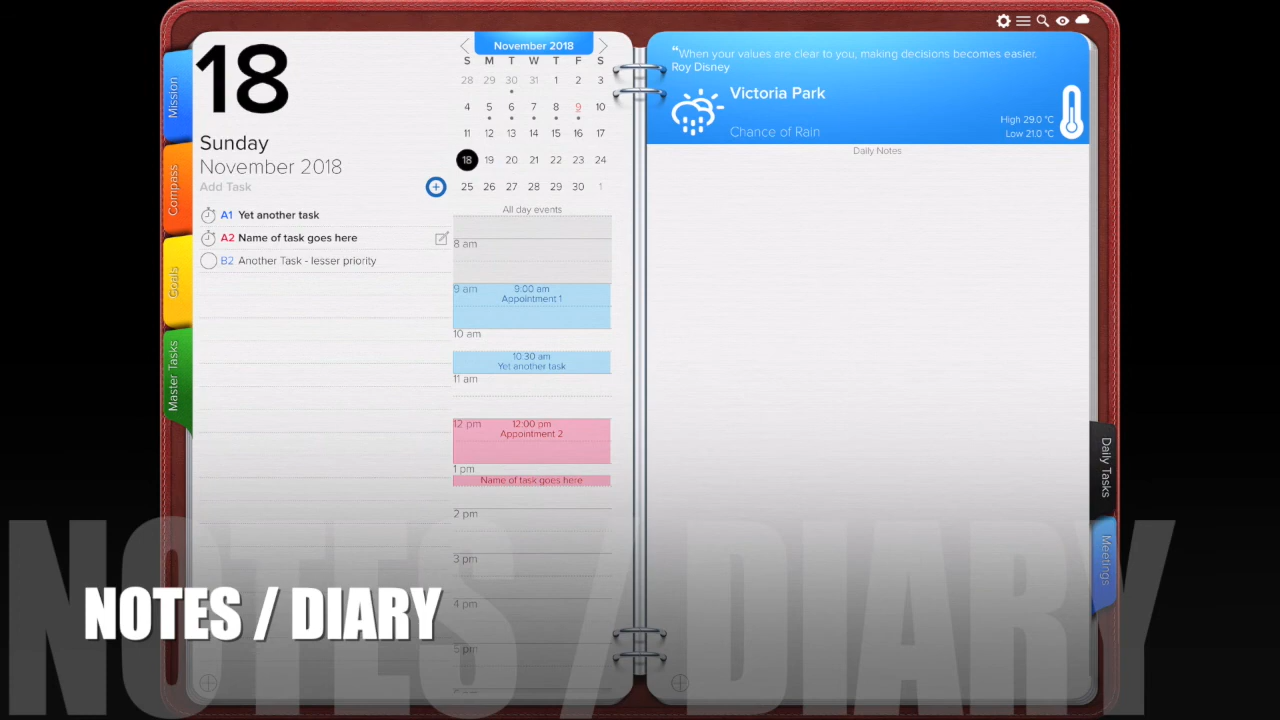 18
Sunday
November 2018
Add Task
A1 Yet another task
A2 Name of task goes here
B2 Another Task - lesser priority
November 2018
S M T W T F S
28 29 30 31 1 2 3
4 5 6 7 8 9 10
11 12 13 14 15 16 17
18 19 20 21 22 23 24
25 26 27 28 29 30 1
All day events
8 am
9 am 9:00 am
Appointment 1
10 am
10:30 am
Yet another task
11 am
12 pm 12:00 pm
Appointment 2
1 pm
Name of task goes here
2 pm
3 pm
4 pm
5 pm
"When your values are clear to you, making decisions becomes easier.
Roy Disney
Victoria Park
Chance of Rain
High 29.0 °C
Low 21.0 °C
Daily Notes
Mission
Compass
Goals
Master Tasks
Daily Tasks
Meetings
NOTES / DIARY
NOTES / DIARY